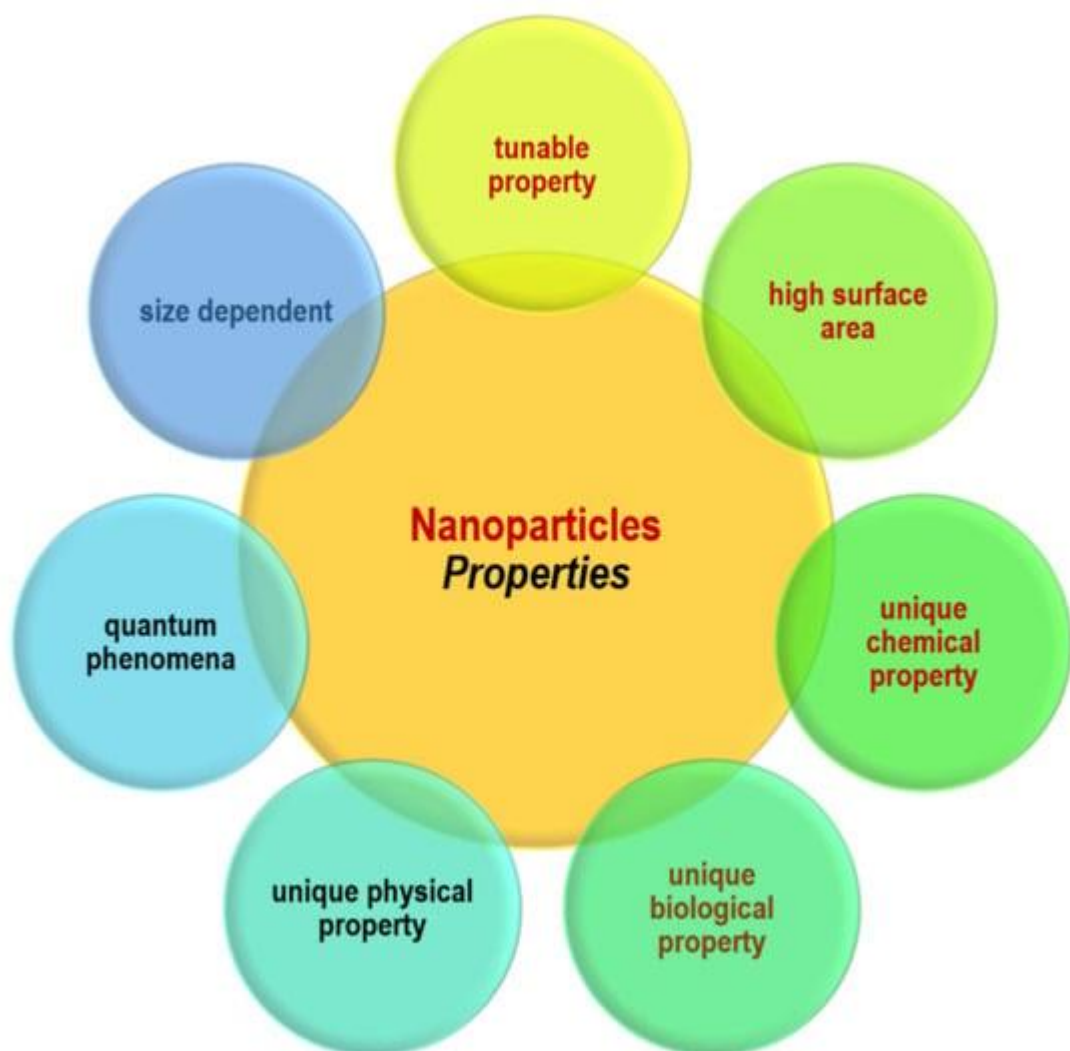 tunable
property
high surface
area
unique
chemical
property
unique
biological
property
unique physical
property
quantum
phenomena
size dependent
Nanoparticles
Properties